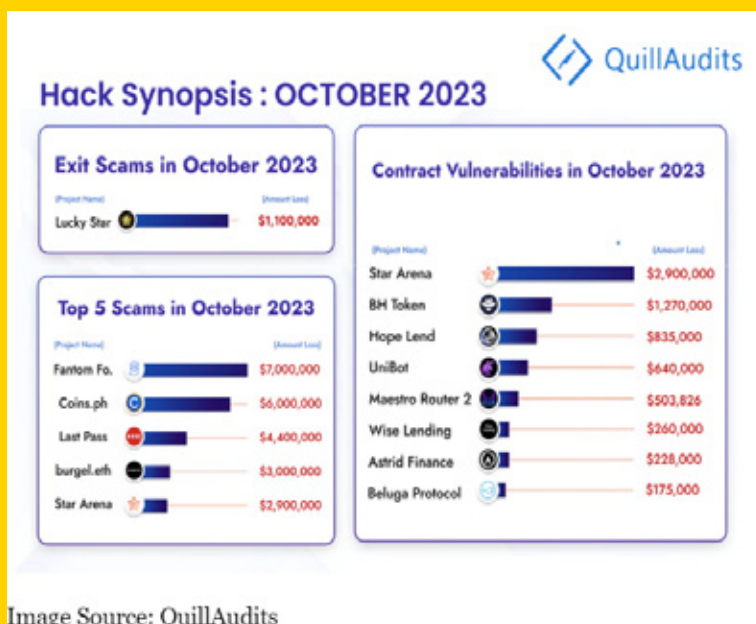 QuillAudits
Hack Synopsis : OCTOBER 2023
Exit Scams in October 2023
(Project Name) (Amount Loss)
Lucky Star $1,100,000
Top 5 Scams in October 2023
(Project Name) (Amount Loss)
Fantom Fo. $7,000,000
Coins.ph $6,000,000
Last Pass $4,400,000
burgel.eth $3,000,000
Star Arena $2,900,000
Contract Vulnerabilities in October 2023
(Project Name) (Amount Loss)
Star Arena $2,900,000
BH Token $1,270,000
Hope Lend $835,000
UniBot $640,000
Maestro Router 2 $503,826
Wise Lending $260,000
Astrid Finance $228,000
Beluga Protocol $175,000
Image Source: QuillAudits